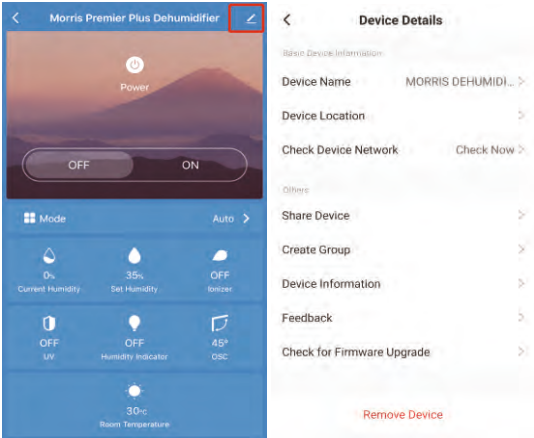 Morris Premier Plus Dehumidifier
Power
OFF
ON
Mode
Auto
0%
35%
OFF
Current Humidity
Set Humidity
Ionizer
OFF
OFF
45°
UV
Humidity Indicator
OSC
30°C
Room Temperature
Device Details
Basic Device Information
Device Name
MORRIS DEHUMIDI...
Device Location
Check Device Network
Check Now
Others
Share Device
Create Group
Device Information
Feedback
Check for Firmware Upgrade
Remove Device